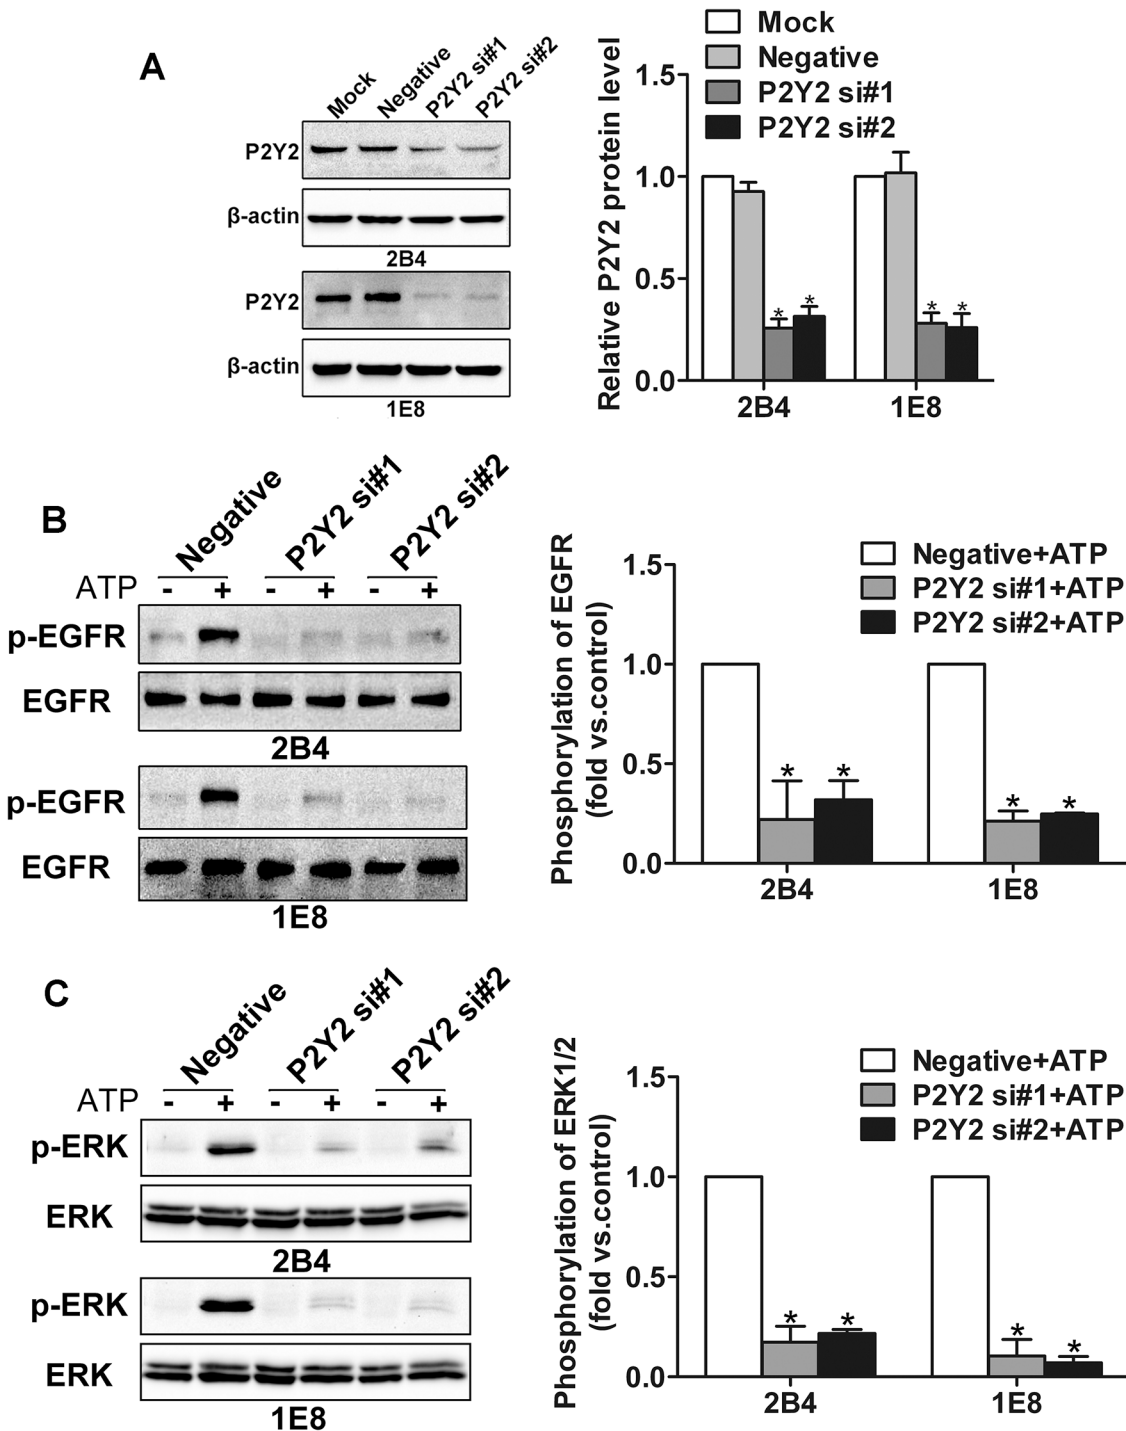 A
Mock
Negative
P2Y2 si#1
P2Y2 si#2
P2Y2
β-actin
2B4
P2Y2
β-actin
1E8
Mock
Negative
P2Y2 si#1
P2Y2 si#2
Relative P2Y2 protein level
1.5
1.0
0.5
0.0
* * * *
2B4 1E8
B
Negative
P2Y2 si#1
P2Y2 si#2
ATP - + - + - +
p-EGFR
EGFR
2B4
p-EGFR
EGFR
1E8
Negative+ATP
P2Y2 si#1+ATP
P2Y2 si#2+ATP
Phosphorylation of EGFR
(fold vs.control)
1.5
1.0
0.5
0.0
* * * *
2B4 1E8
C
Negative
P2Y2 si#1
P2Y2 si#2
ATP - + - + - +
p-ERK
ERK
2B4
p-ERK
ERK
1E8
Negative+ATP
P2Y2 si#1+ATP
P2Y2 si#2+ATP
Phosphorylation of ERK1/2
(fold vs.control)
1.5
1.0
0.5
0.0
* * * *
2B4 1E8